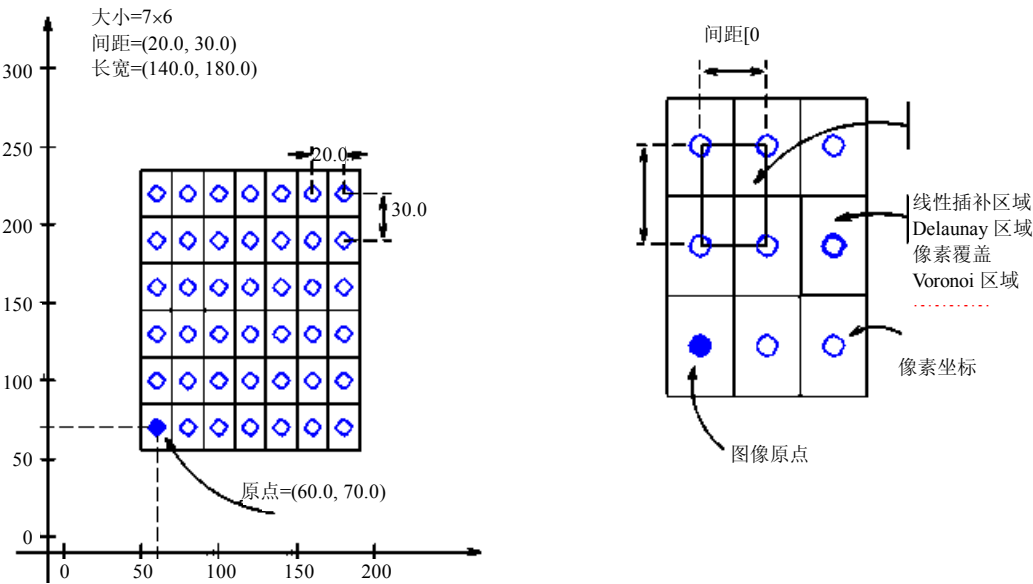 大小=7×6
间距=(20.0, 30.0)
长宽=(140.0, 180.0)
300
250
200
150
100
50
0
0
50
100
150
200
20.0
30.0
原点=(60.0, 70.0)
间距[0
线性插补区域
Delaunay 区域
像素覆盖
Voronoi 区域
像素坐标
图像原点